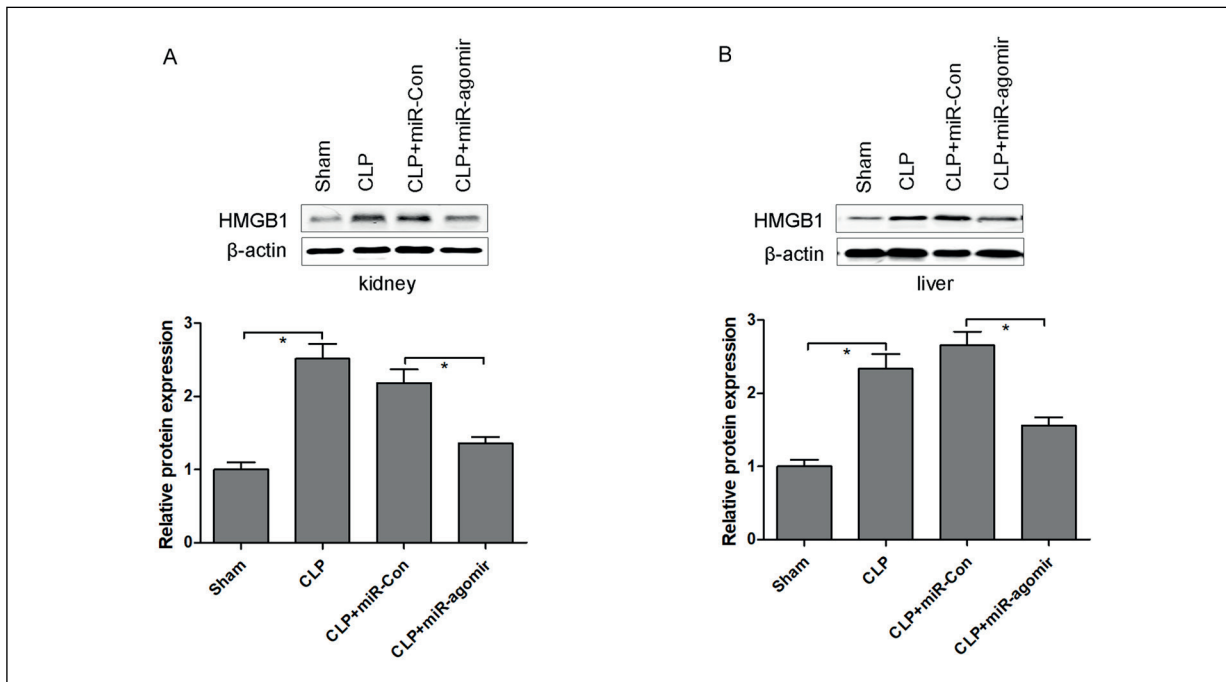 A
Sham
CLP
CLP+miR-Con
CLP+miR-agomir
HMGB1
β-actin
kidney
Relative protein expression
3
2
1
0
*
*
Sham
CLP
CLP+miR-Con
CLP+miR-agomir
B
Sham
CLP
CLP+miR-Con
CLP+miR-agomir
HMGB1
β-actin
liver
Relative protein expression
3
2
1
0
*
*
Sham
CLP
CLP+miR-Con
CLP+miR-agomir